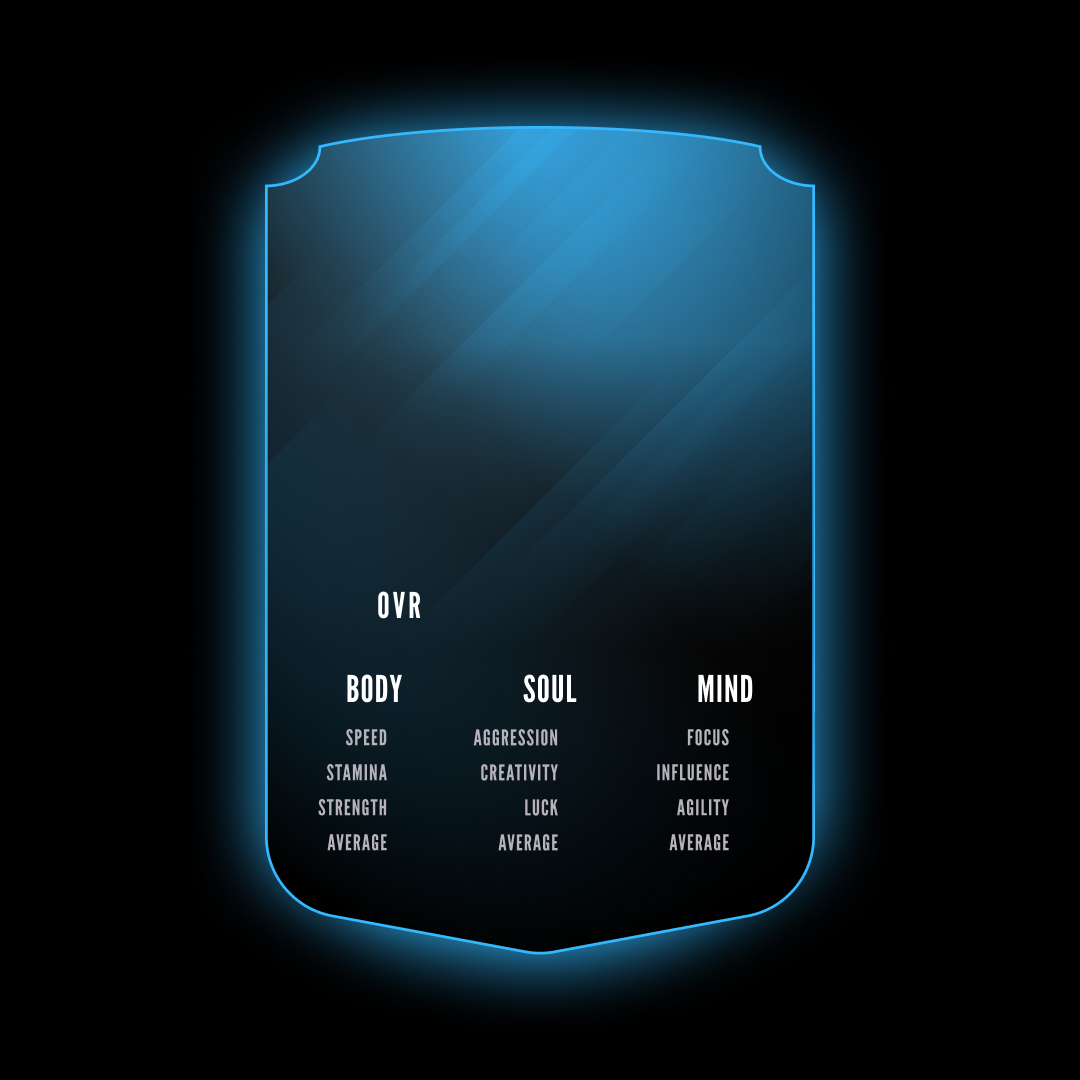 OVR
BODY SOUL MIND
SPEED AGGRESSION FOCUS
STAMINA CREATIVITY INFLUENCE
STRENGTH LUCK AGILITY
AVERAGE AVERAGE AVERAGE